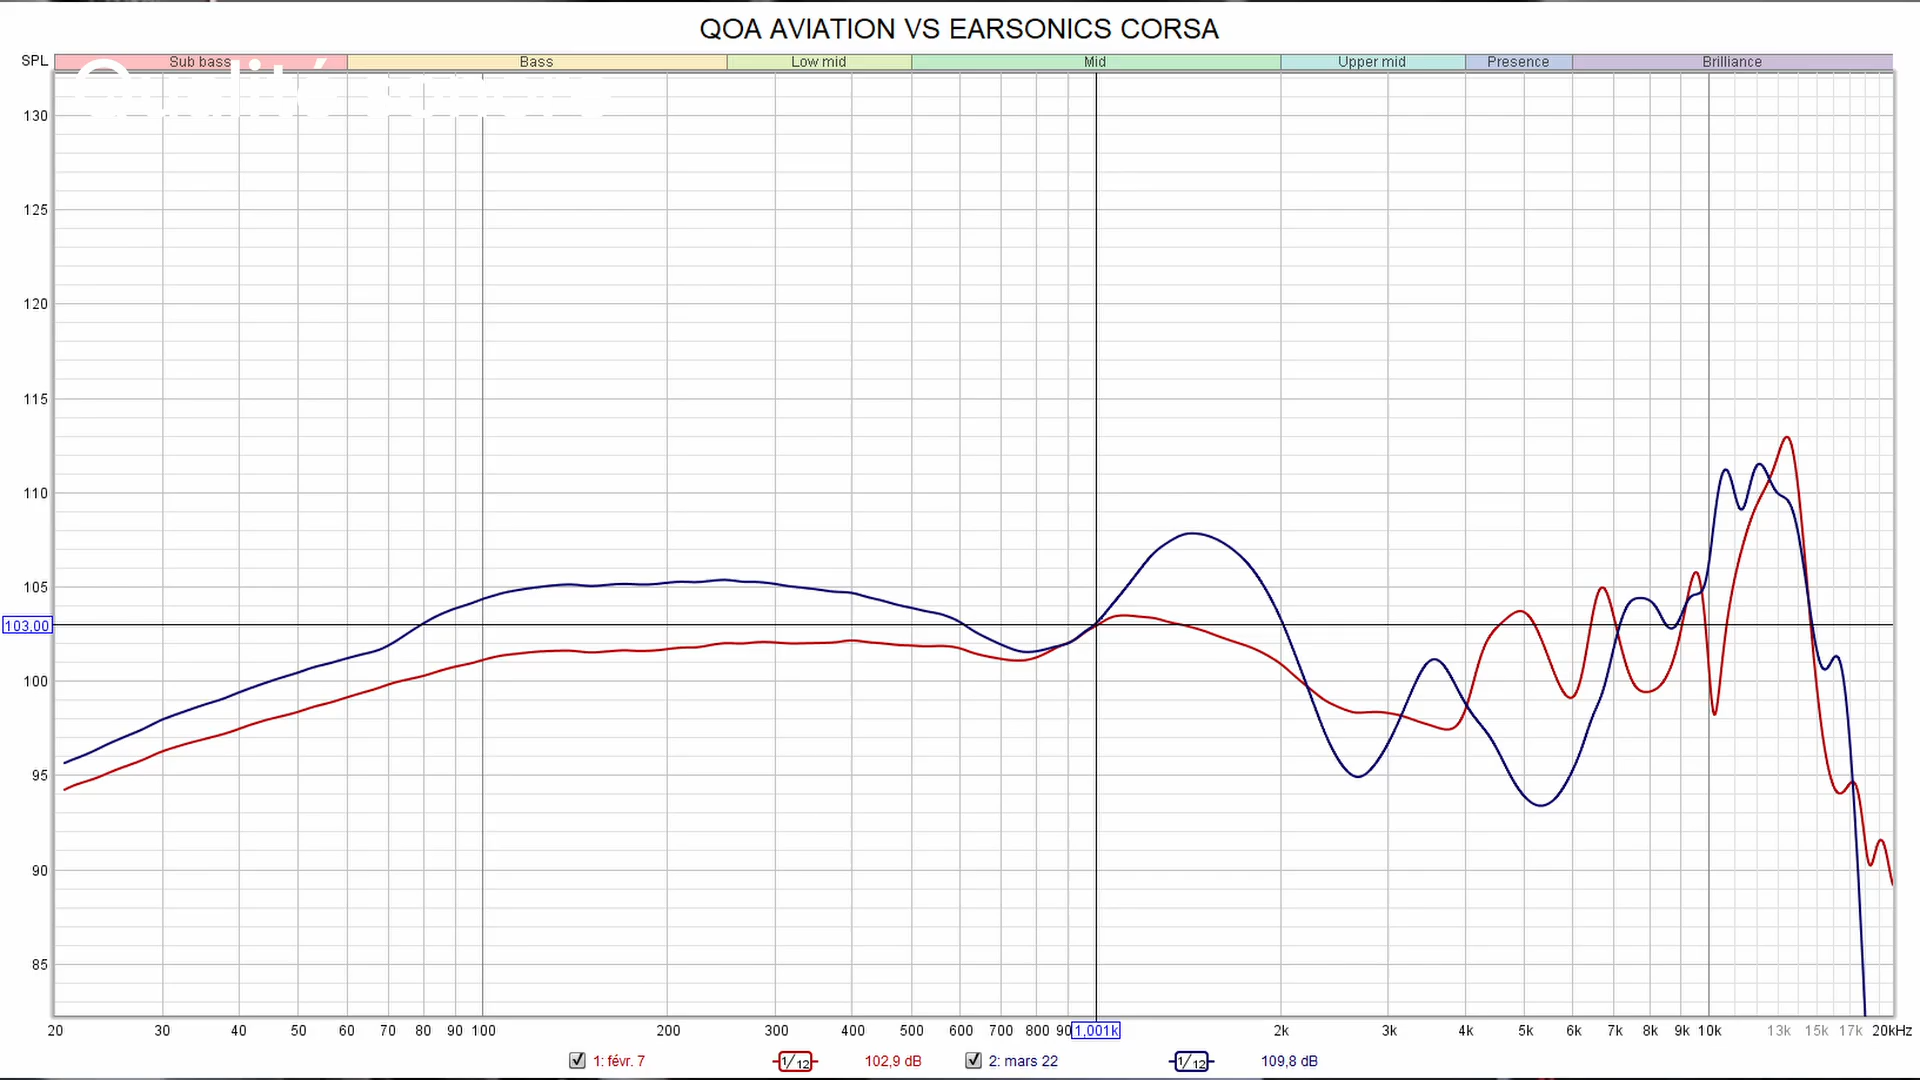 QOA AVIATION VS EARSONICS CORSA
SPL Sub bass Bass Low mid Mid Upper mid Presence Brilliance
Qualité sonore
130
125
120
115
110
105
103,00
100
95
90
85
20 30 40 50 60 70 80 90 100 200 300 400 500 600 700 800 90 1,001k 2k 3k 4k 5k 6k 7k 8k 9k 10k 13k 15k 17k 20kHz
1: févr. 7 1/12 102,9 dB 2: mars 22 1/12 109,8 dB